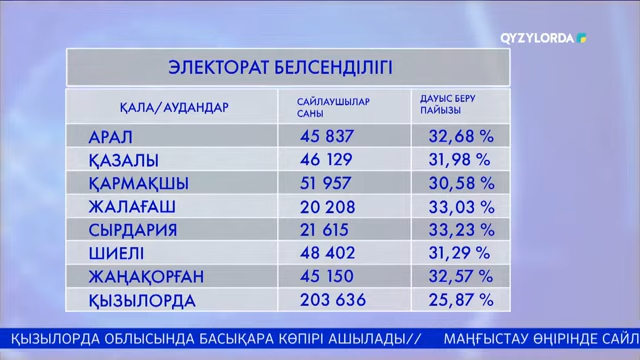 QYZYLORDA
ЭЛЕКТОРАТ БЕЛСЕНДІЛІГІ
ҚАЛА/АУДАНДАР САЙЛАУШЫЛАР САНЫ ДАУЫС БЕРУ ПАЙЫЗЫ
АРАЛ 45 837 32,68 %
ҚАЗАЛЫ 46 129 31,98 %
ҚАРМАҚШЫ 51 957 30,58 %
ЖАЛАҒАШ 20 208 33,03 %
СЫРДАРИЯ 21 615 33,23 %
ШИЕЛІ 48 402 31,29 %
ЖАҢАҚОРҒАН 45 150 32,57 %
ҚЫЗЫЛОРДА 203 636 25,87 %
ҚЫЗЫЛОРДА ОБЛЫСЫНДА БАСЫҚАРА КӨПІРІ АШЫЛАДЫ// МАҢҒЫСТАУ ӨҢІРІНДЕ САЙЛ